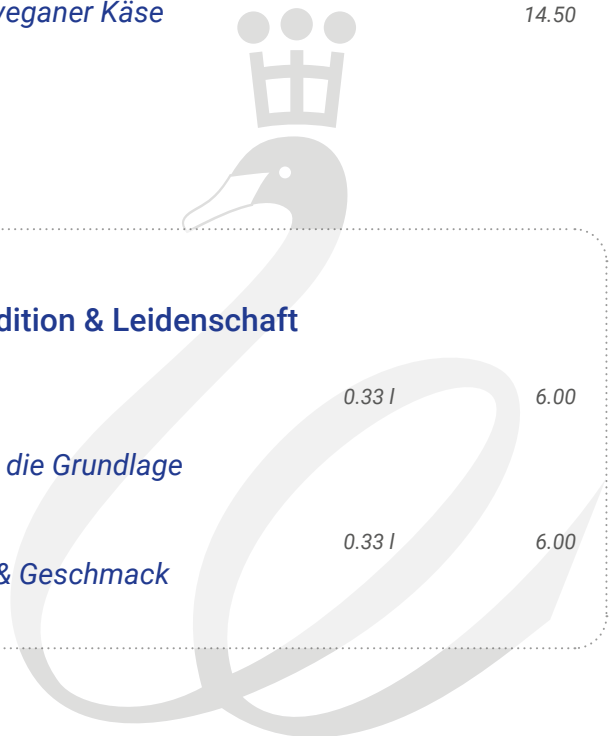 veganer Käse 14.50
dition & Leidenschaft
0.33 l 6.00
die Grundlage
0.33 l 6.00
& Geschmack